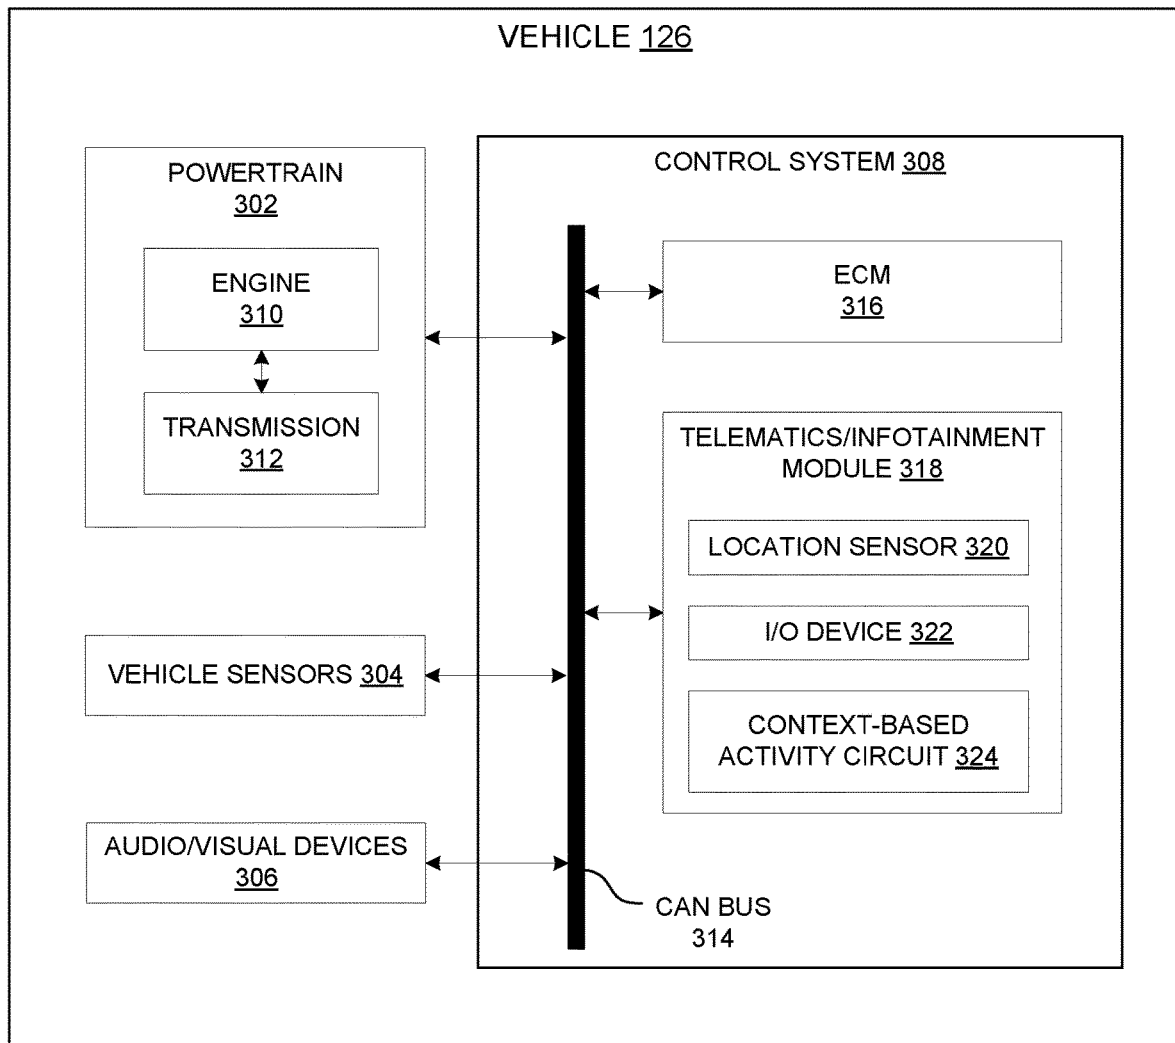 VEHICLE 126
POWERTRAIN
302
ENGINE
310
TRANSMISSION
312
VEHICLE SENSORS 304
AUDIO/VISUAL DEVICES
306
CONTROL SYSTEM 308
ECM
316
TELEMATICS/INFOTAINMENT
MODULE 318
LOCATION SENSOR 320
I/O DEVICE 322
CONTEXT-BASED
ACTIVITY CIRCUIT 324
CAN BUS
314